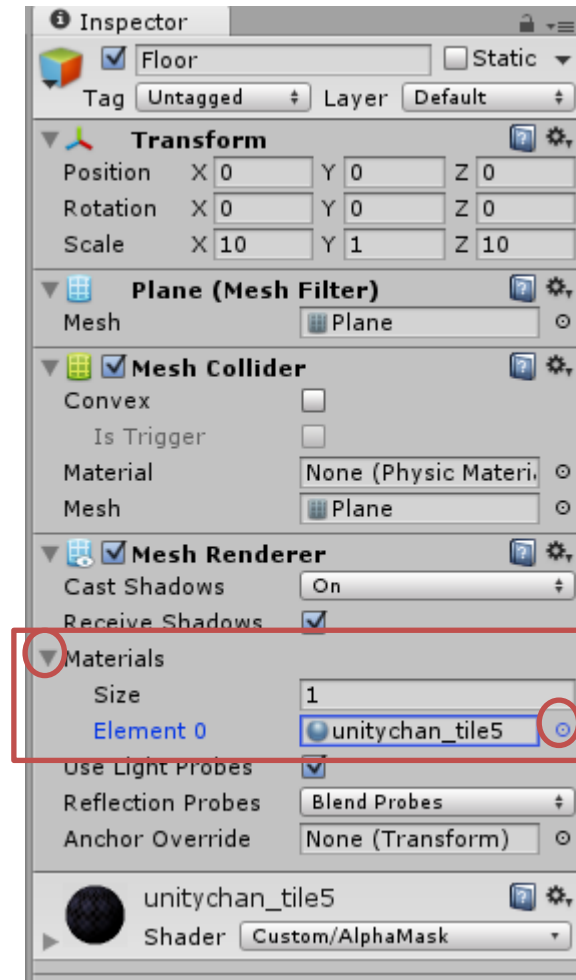 Inspector
Floor Static
Tag Untagged Layer Default
Transform
Position X 0 Y 0 Z 0
Rotation X 0 Y 0 Z 0
Scale X 10 Y 1 Z 10
Plane (Mesh Filter)
Mesh Plane
Mesh Collider
Convex
Is Trigger
Material None (Physic Materi
Mesh Plane
Mesh Renderer
Cast Shadows On
Receive Shadows
Materials
Size 1
Element 0 unitychan_tile5
Use Light Probes
Reflection Probes Blend Probes
Anchor Override None (Transform)
unitychan_tile5
Shader Custom/AlphaMask